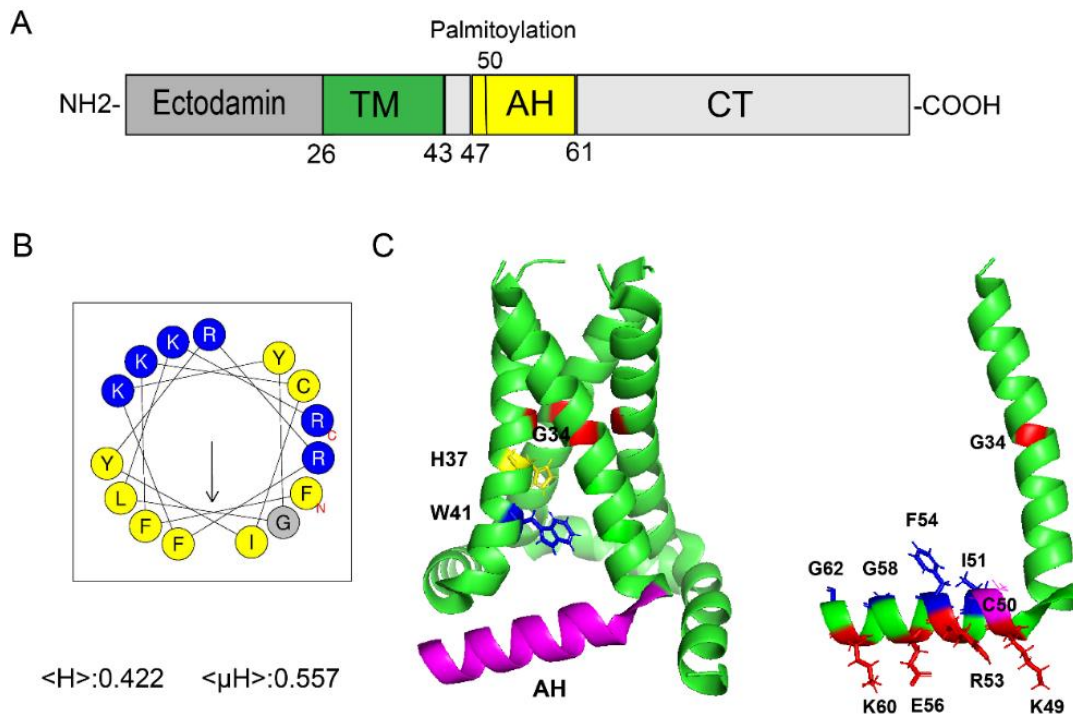 A
Palmitoylation
50
NH2- Ectodamin TM AH CT -COOH
26 43 47 61
B
K K R Y
K C
R C
R
Y F N
L G
F F I
<H>:0.422 <µH>:0.557
C
G34
H37
W41
AH
G34
F54
G62 G58 I51
C50
R53
K60 E56 K49